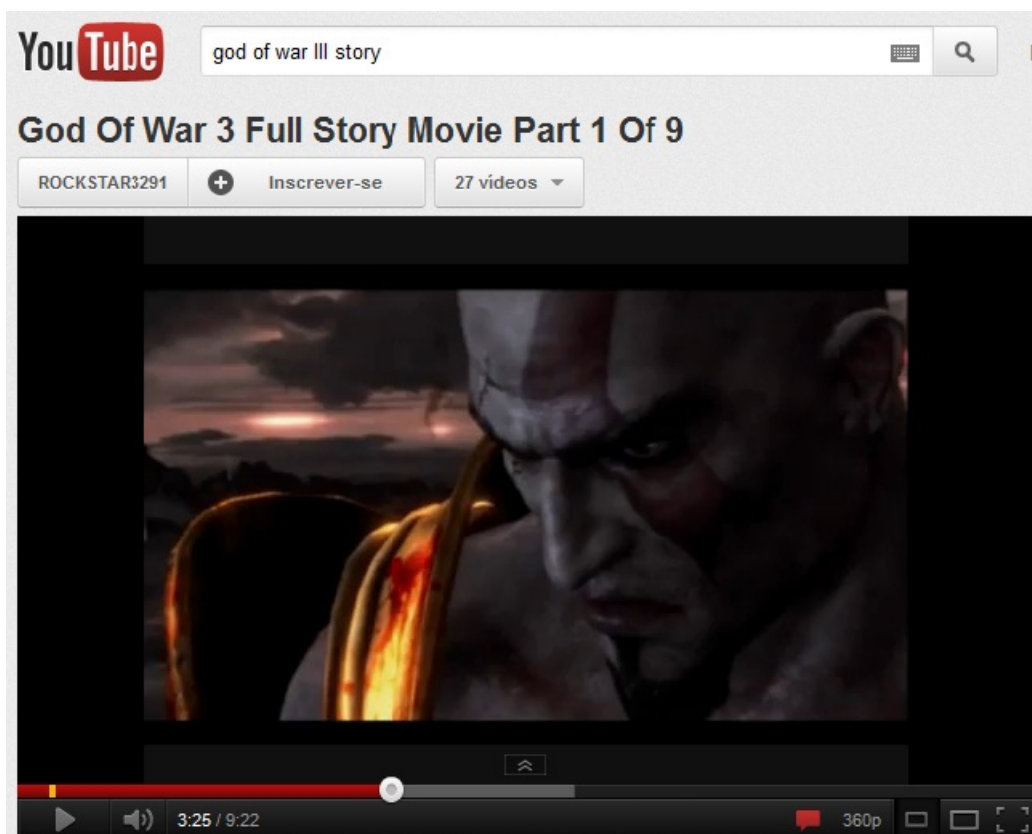 YouTube god of war III story
God Of War 3 Full Story Movie Part 1 Of 9
ROCKSTAR3291 Inscrever-se 27 vídeos
3:25 / 9:22 360p